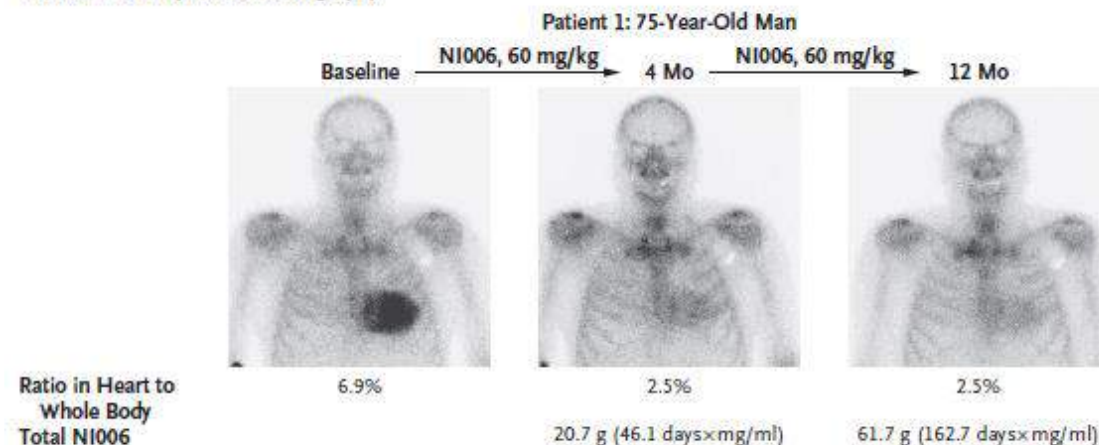 Patient 1: 75-Year-Old Man
Baseline NI006, 60 mg/kg 4 Mo NI006, 60 mg/kg 12 Mo
Ratio in Heart to Whole Body 6.9% 2.5% 2.5%
Total NI006 20.7 g (46.1 days×mg/ml) 61.7 g (162.7 days×mg/ml)